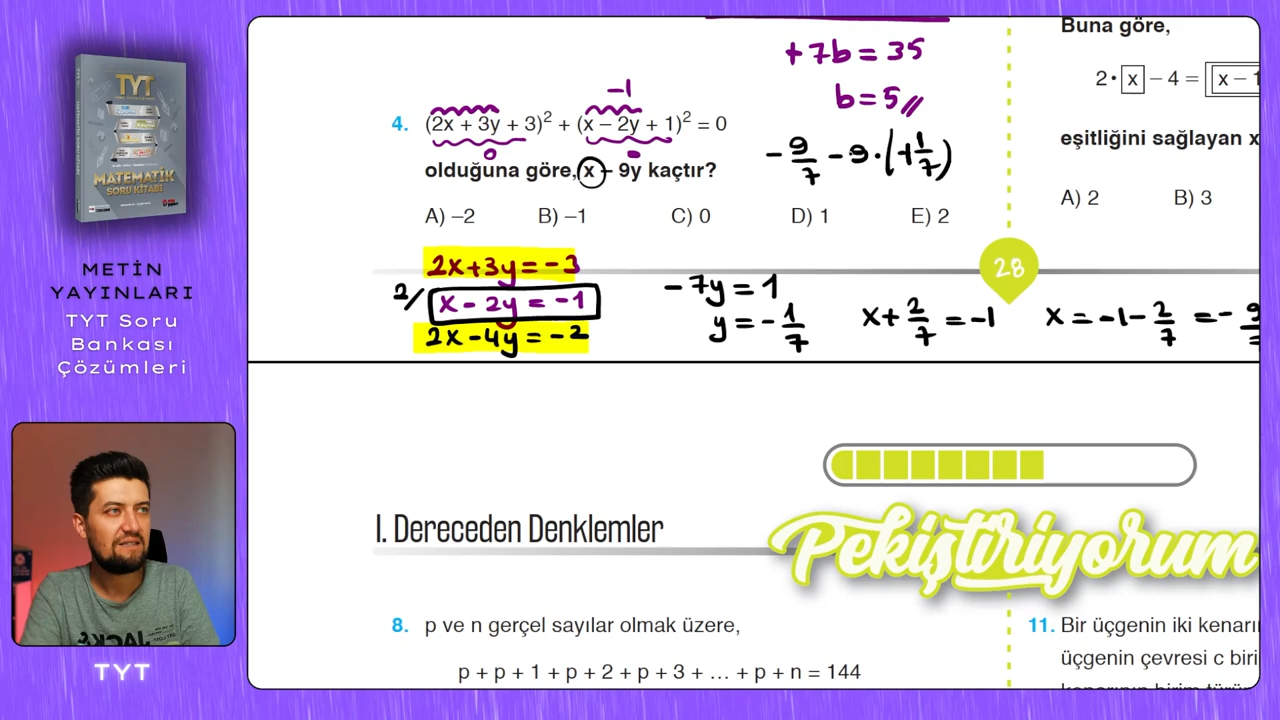 TYT
MATEMATİK
SORU KİTABI
METİN
YAYINLARI
TYT Soru
Bankası
Çözümleri
TYT
+7b = 35
b = 5 //
-1
4. (2x + 3y + 3)² + (x − 2y + 1)² = 0
0 0
olduğuna göre, x − 9y kaçtır?
A) –2 B) –1 C) 0 D) 1 E) 2
- 9/7 - 9·(+1/7)
2x+3y = -3
2/ x - 2y = -1
2x-4y = -2
-7y = 1
y = - 1/7
x + 2/7 = -1
x = -1 - 2/7 = - 9/7
Buna göre,
2 • x − 4 = x − 1
eşitliğini sağlayan x
A) 2 B) 3
28
I. Dereceden Denklemler
Pekiştiriyorum
8. p ve n gerçel sayılar olmak üzere,
p + p + 1 + p + 2 + p + 3 + … + p + n = 144
11. Bir üçgenin iki kenarı
üçgenin çevresi c biri